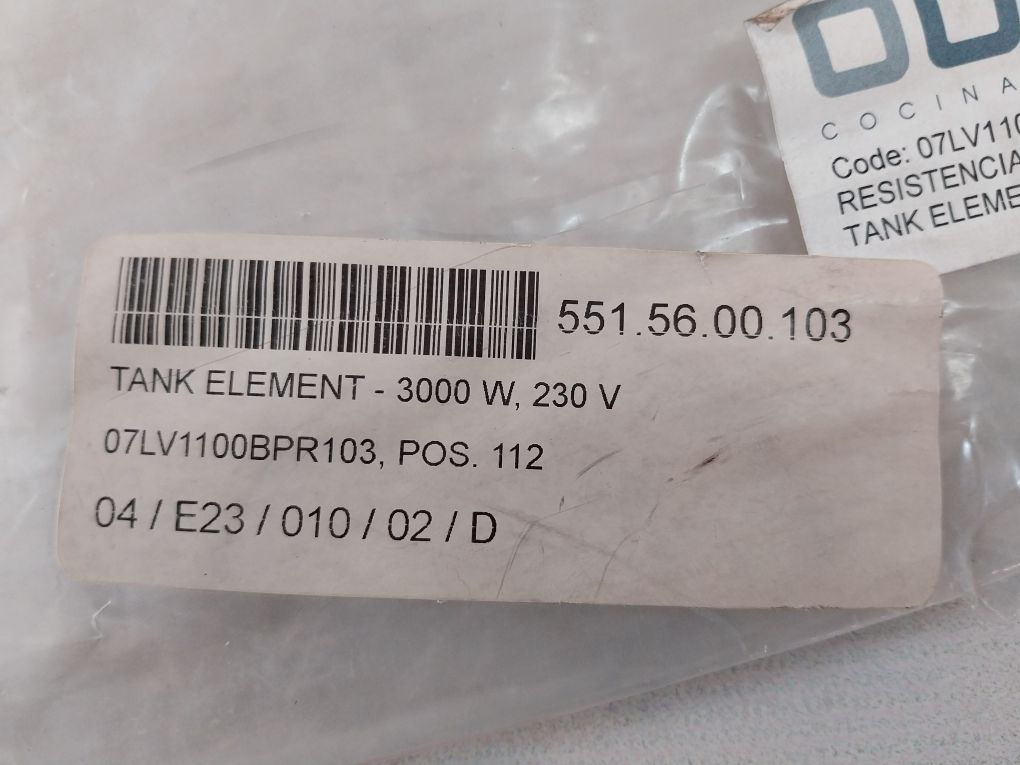 COCINA
Code: 07LV110
RESISTENCIA
TANK ELEME
551.56.00.103
TANK ELEMENT - 3000 W, 230 V
07LV1100BPR103, POS. 112
04 / E23 / 010 / 02 / D